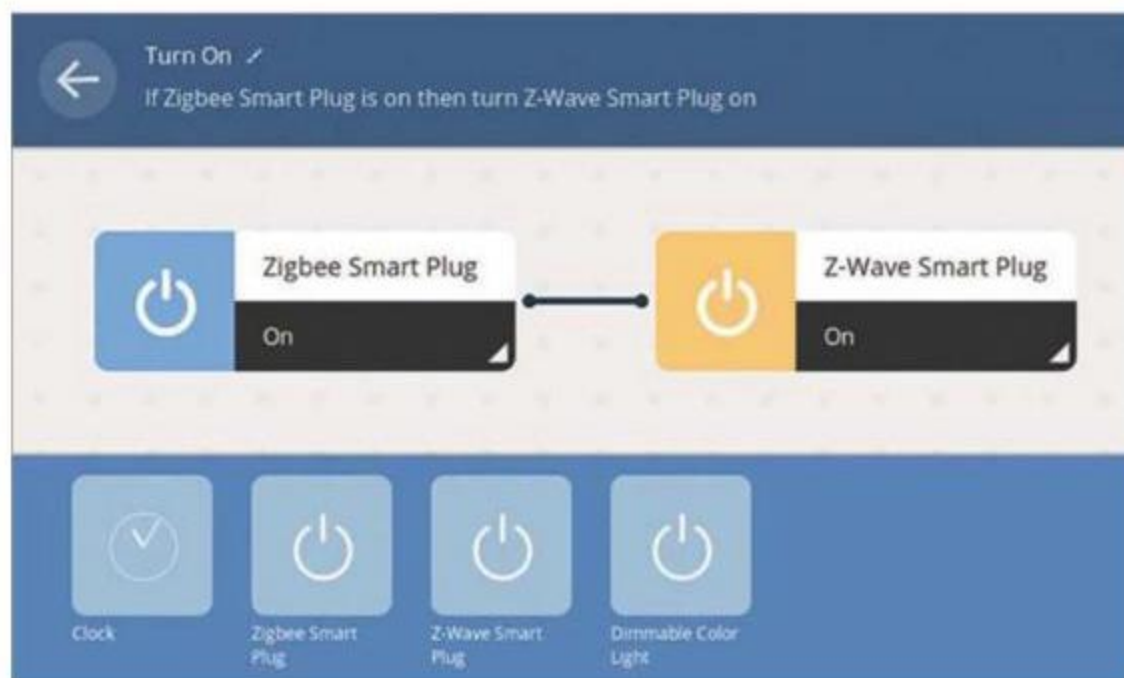 Turn On
If Zigbee Smart Plug is on then turn Z-Wave Smart Plug on
Zigbee Smart Plug
On
Z-Wave Smart Plug
On
Clock
Zigbee Smart
Plug
Z-Wave Smart
Plug
Dimmable Color
Light